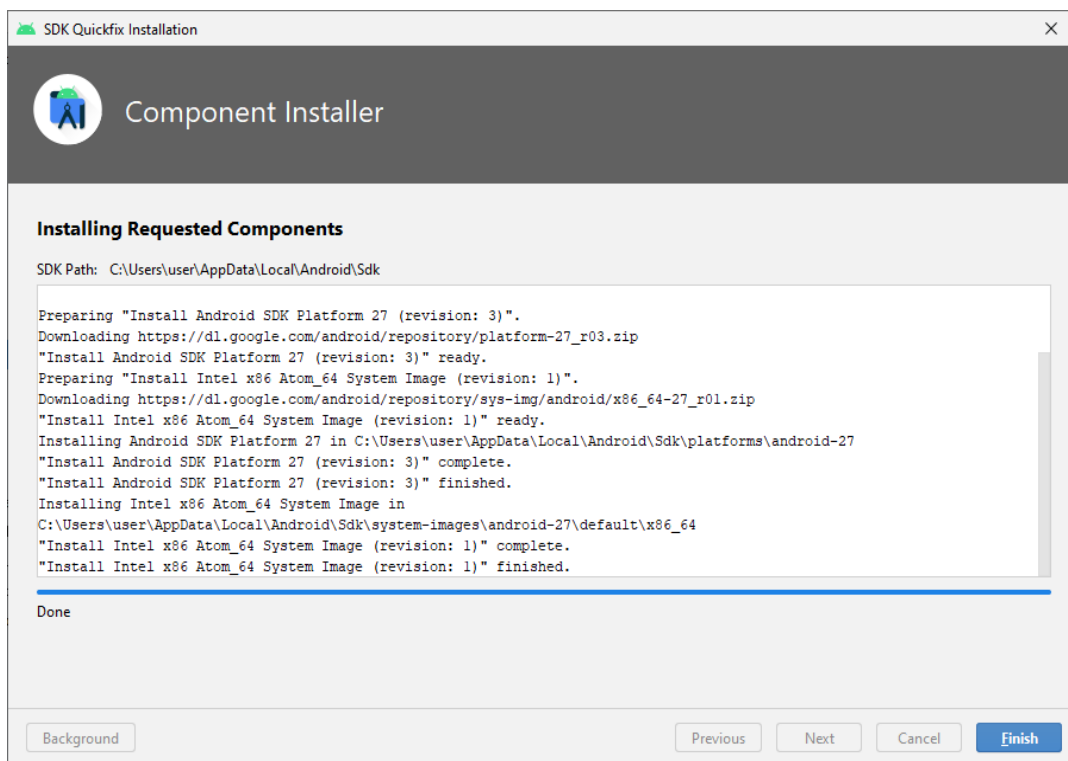 SDK Quickfix Installation
Component Installer
Installing Requested Components
SDK Path: C:\Users\user\AppData\Local\Android\Sdk
Preparing "Install Android SDK Platform 27 (revision: 3)".
Downloading https://dl.google.com/android/repository/platform-27_r03.zip
"Install Android SDK Platform 27 (revision: 3)" ready.
Preparing "Install Intel x86 Atom_64 System Image (revision: 1)".
Downloading https://dl.google.com/android/repository/sys-img/android/x86_64-27_r01.zip
"Install Intel x86 Atom_64 System Image (revision: 1)" ready.
Installing Android SDK Platform 27 in C:\Users\user\AppData\Local\Android\Sdk\platforms\android-27
"Install Android SDK Platform 27 (revision: 3)" complete.
"Install Android SDK Platform 27 (revision: 3)" finished.
Installing Intel x86 Atom_64 System Image in
C:\Users\user\AppData\Local\Android\Sdk\system-images\android-27\default\x86_64
"Install Intel x86 Atom_64 System Image (revision: 1)" complete.
"Install Intel x86 Atom_64 System Image (revision: 1)" finished.
Done
Background Previous Next Cancel Finish